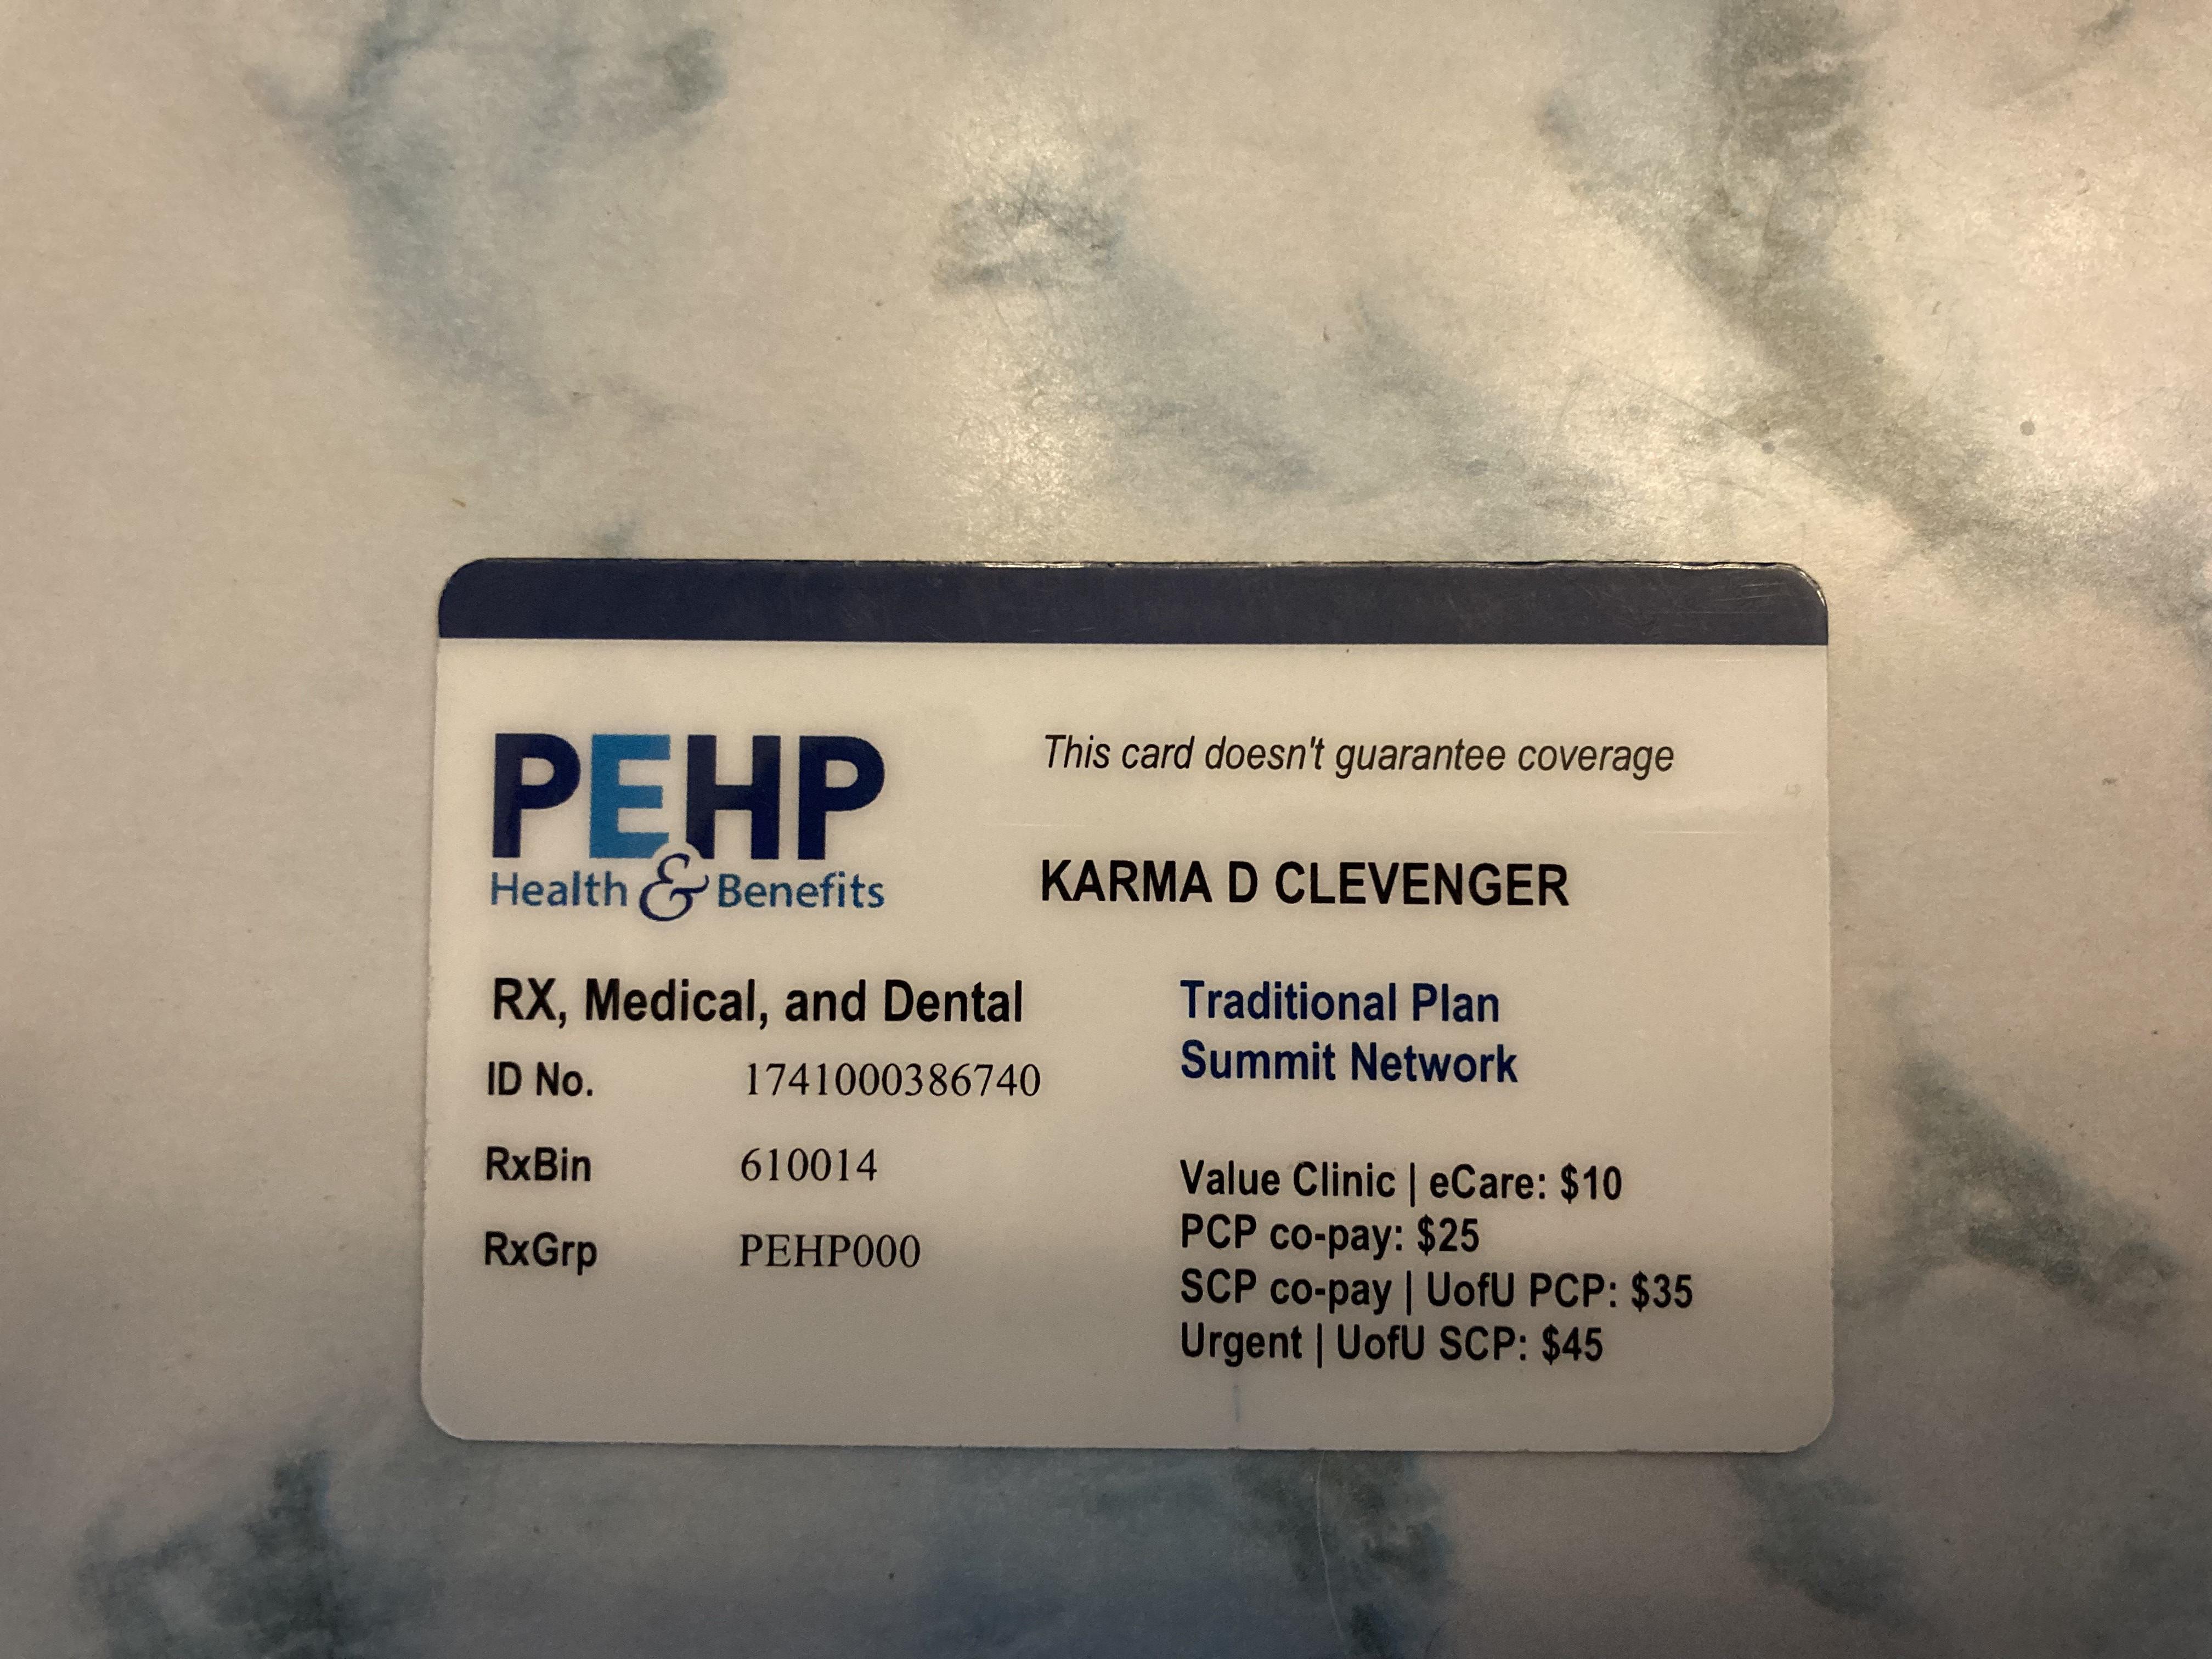 PEHP
Health & Benefits
This card doesn't guarantee coverage
KARMA D CLEVENGER
RX, Medical, and Dental
ID No. 1741000386740
RxBin 610014
RxGrp PEHP000
Traditional Plan
Summit Network
Value Clinic | eCare: $10
PCP co-pay: $25
SCP co-pay | UofU PCP: $35
Urgent | UofU SCP: $45